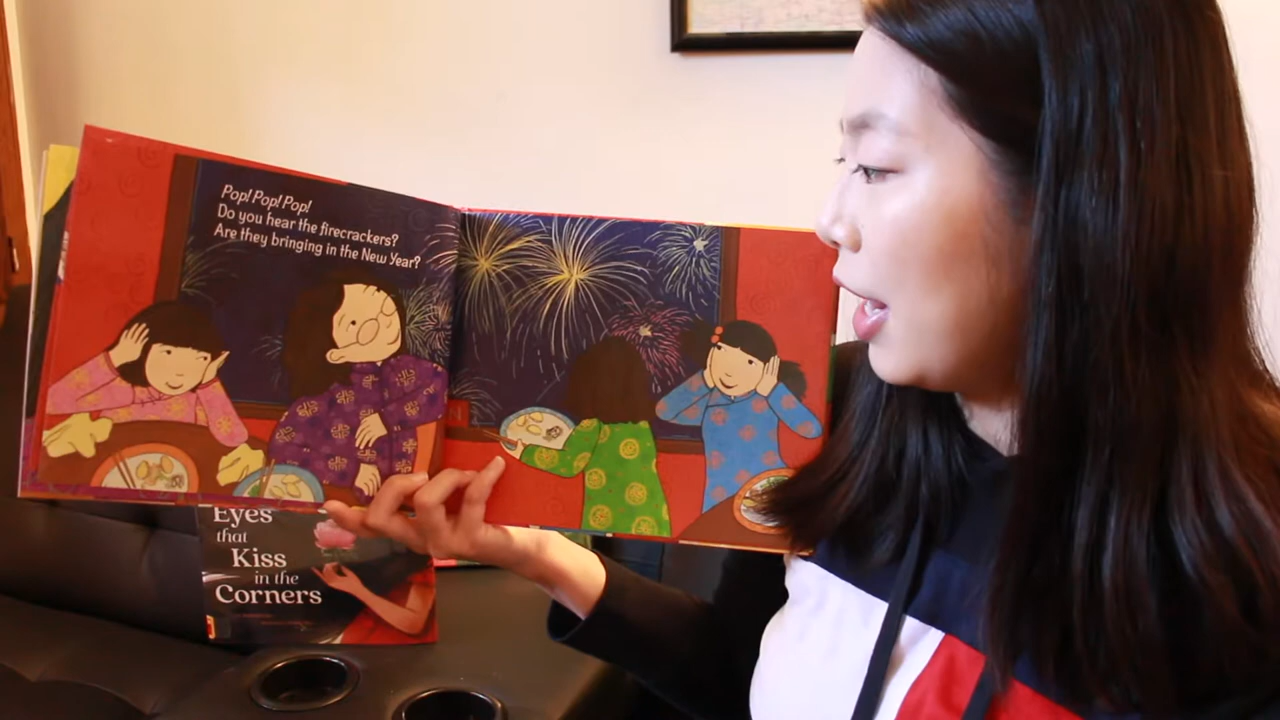 Pop! Pop! Pop!
Do you hear the firecrackers?
Are they bringing in the New Year?
Eyes
that
Kiss
in the
Corners